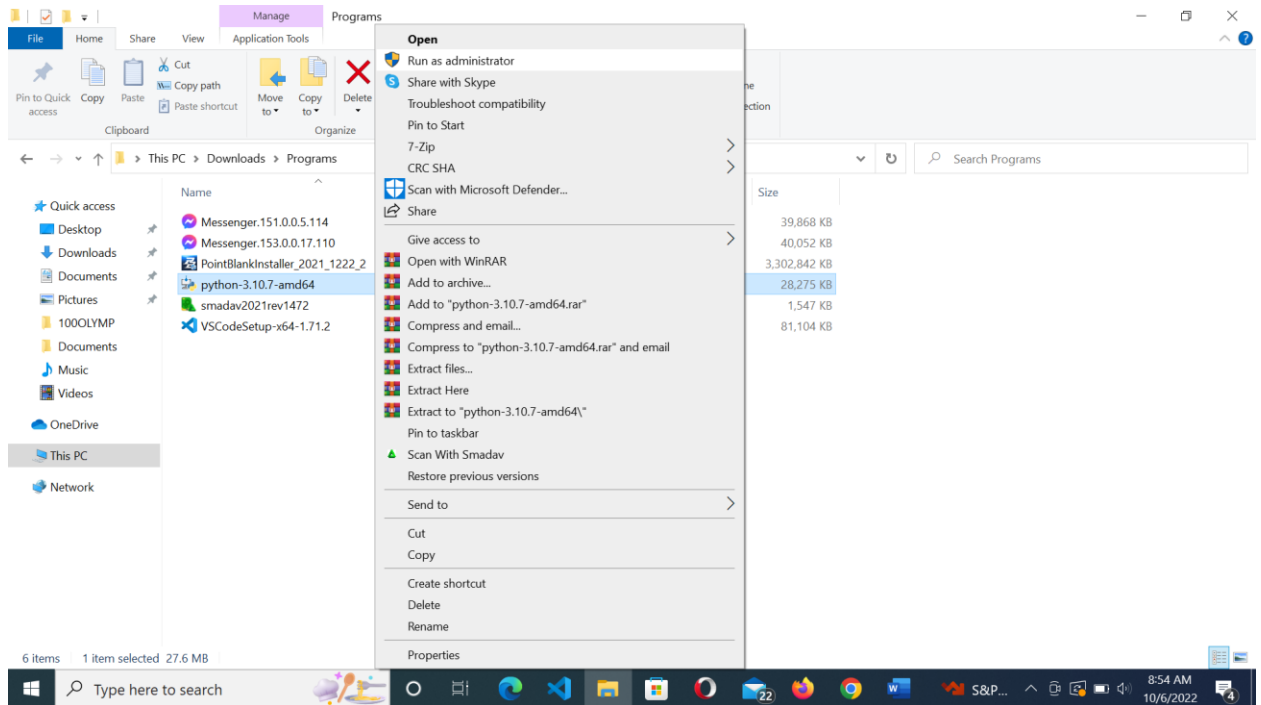 Manage Programs
File Home Share View Application Tools
Pin to Quick access
Copy
Paste
Cut
Copy path
Paste shortcut
Move to
Copy to
Delete
Clipboard
Organize
This PC > Downloads > Programs
Search Programs
Quick access
Desktop
Downloads
Documents
Pictures
100OLYMP
Documents
Music
Videos
OneDrive
This PC
Network
Name
Messenger.151.0.0.5.114
Messenger.153.0.0.17.110
PointBlankInstaller_2021_1222_2
python-3.10.7-amd64
smadav2021rev1472
VSCodeSetup-x64-1.71.2
Open
Run as administrator
Share with Skype
Troubleshoot compatibility
Pin to Start
7-Zip
CRC SHA
Scan with Microsoft Defender...
Share
Give access to
Open with WinRAR
Add to archive...
Add to "python-3.10.7-amd64.rar"
Compress and email...
Compress to "python-3.10.7-amd64.rar" and email
Extract files...
Extract Here
Extract to "python-3.10.7-amd64\"
Pin to taskbar
Scan With Smadav
Restore previous versions
Send to
Cut
Copy
Create shortcut
Delete
Rename
Properties
Size
39,868 KB
40,052 KB
3,302,842 KB
28,275 KB
1,547 KB
81,104 KB
6 items 1 item selected 27.6 MB
Type here to search
22
S&P...
8:54 AM
10/6/2022
4